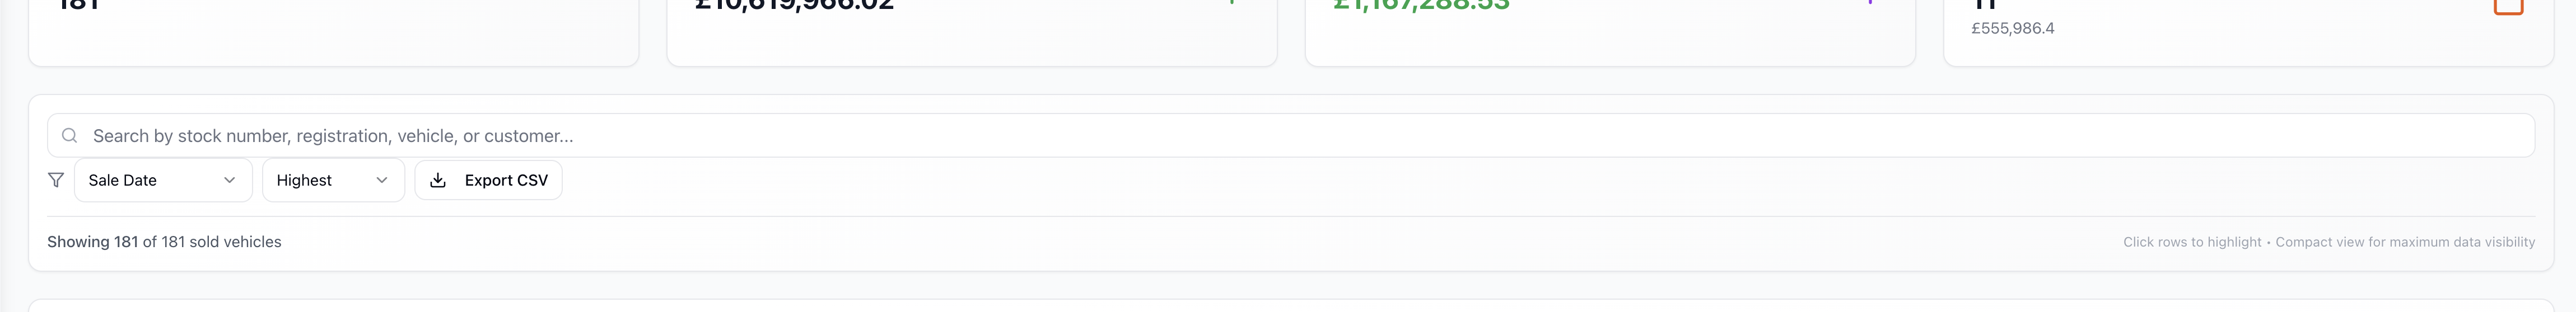 181
£10,619,966.02
£1,167,288.53
11
£555,986.4
Search by stock number, registration, vehicle, or customer...
Sale Date
Highest
Export CSV
Showing 181 of 181 sold vehicles
Click rows to highlight • Compact view for maximum data visibility